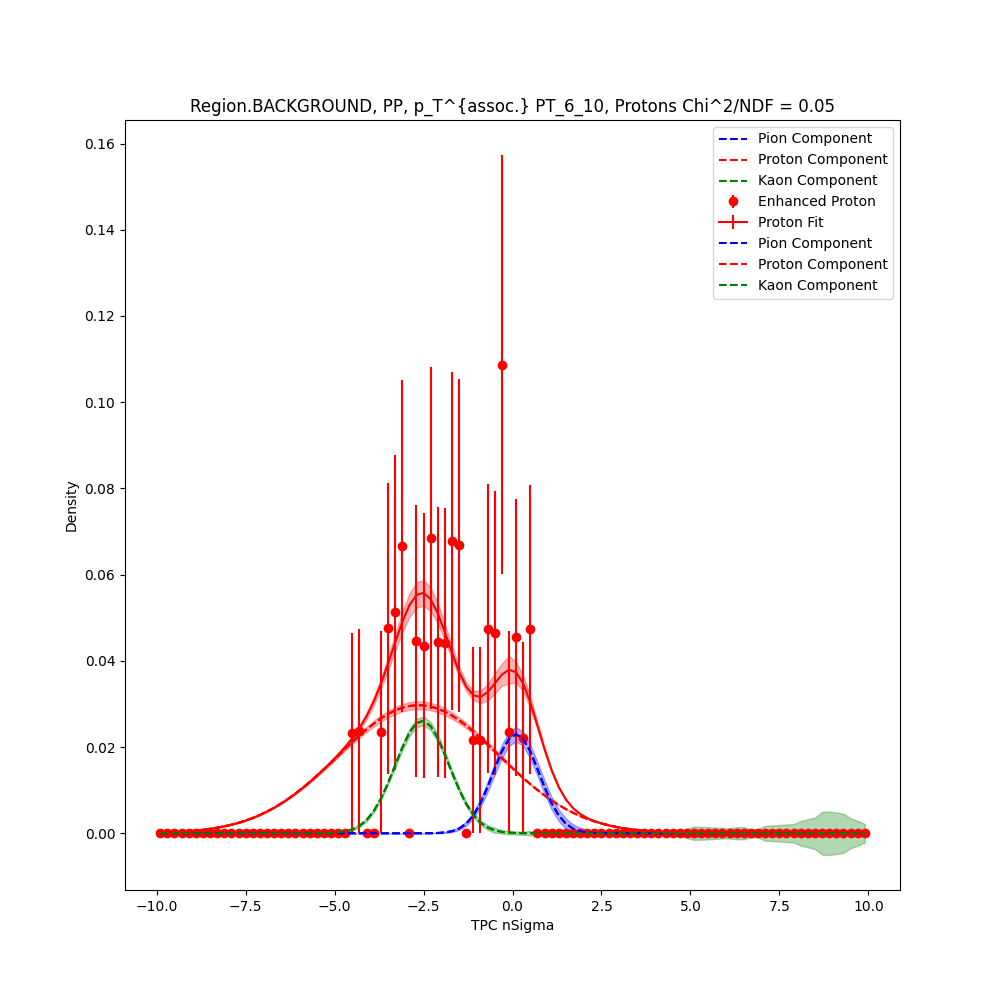 Region.BACKGROUND, PP, p_T^{assoc.} PT_6_10, Protons Chi^2/NDF = 0.05
Pion Component
Proton Component
Kaon Component
Enhanced Proton
Proton Fit
Pion Component
Proton Component
Kaon Component
0.16
0.14
0.12
0.10
0.08
0.06
0.04
0.02
0.00
Density
−10.0 −7.5 −5.0 −2.5 0.0 2.5 5.0 7.5 10.0
TPC nSigma